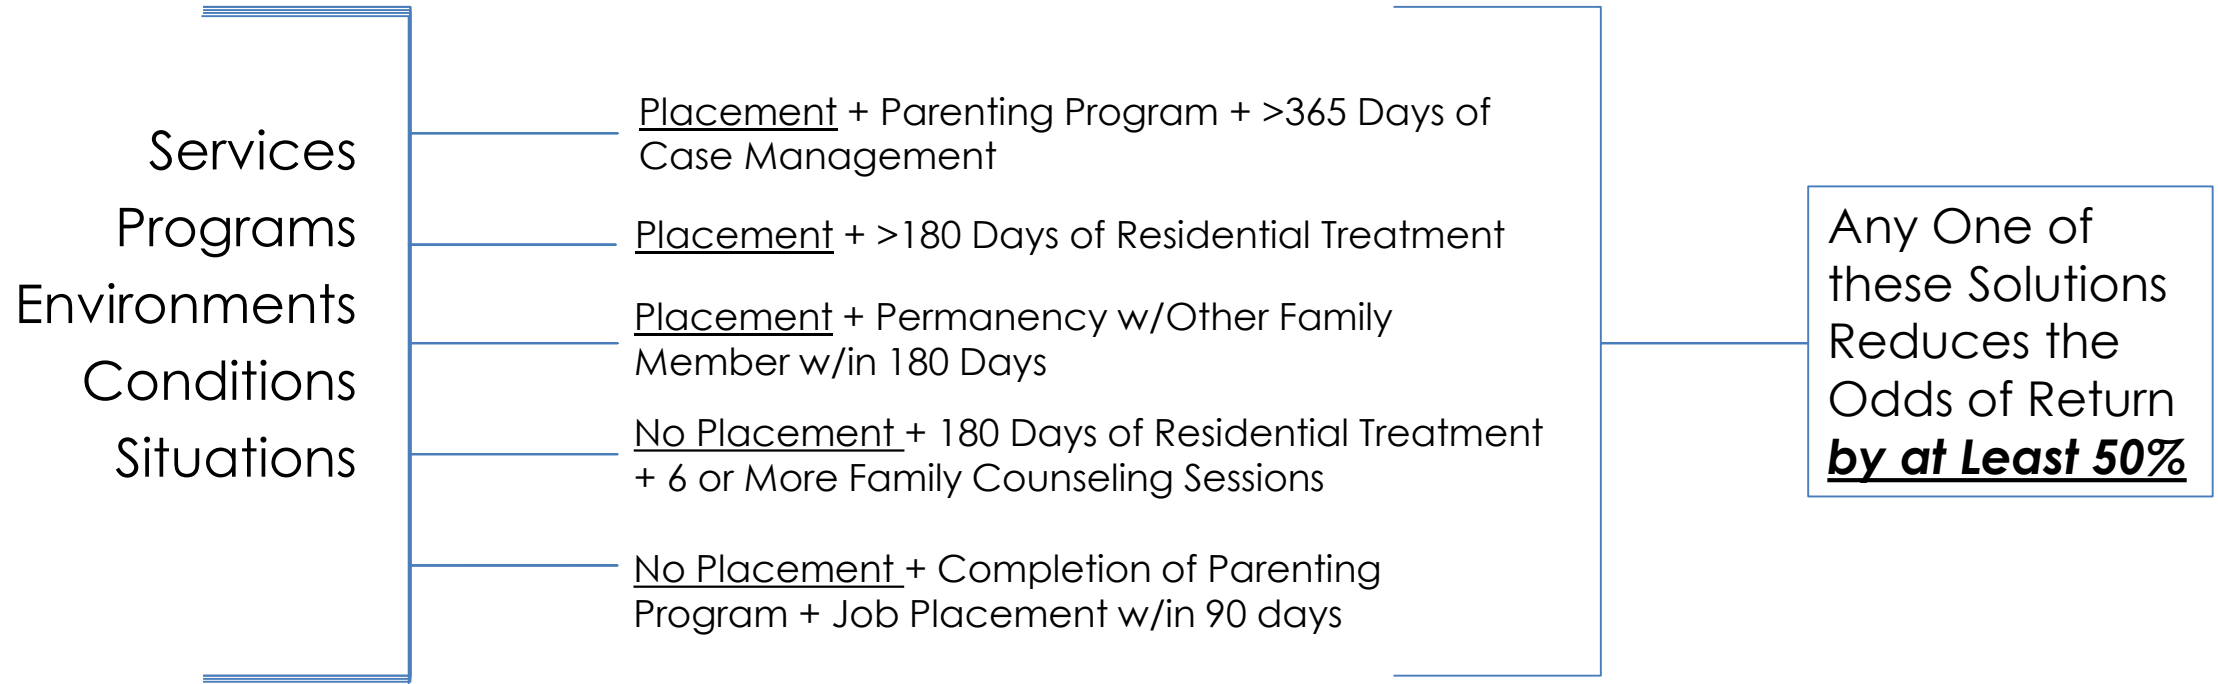 Services
Programs
Environments
Conditions
Situations
Placement + Parenting Program + >365 Days of
Case Management
Placement + >180 Days of Residential Treatment
Placement + Permanency w/Other Family
Member w/in 180 Days
No Placement + 180 Days of Residential Treatment
+ 6 or More Family Counseling Sessions
No Placement + Completion of Parenting
Program + Job Placement w/in 90 days
Any One of
these Solutions
Reduces the
Odds of Return
by at Least 50%